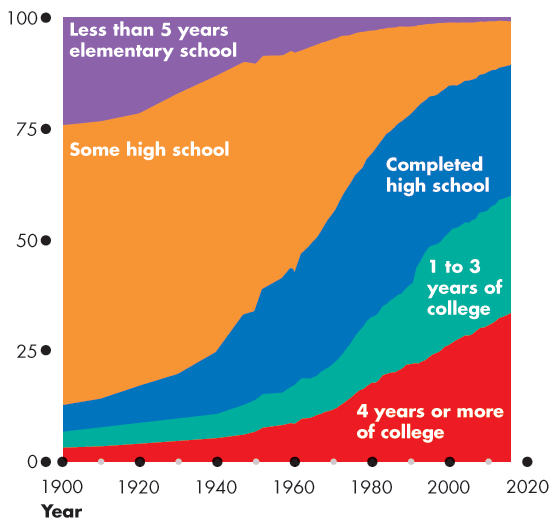 100
Less than 5 years
elementary school
75
Some high school
Completed
high school
50
1 to 3
years of
college
25
4 years or more
of college
0
1900 1920 1940 1960 1980 2000 2020
Year